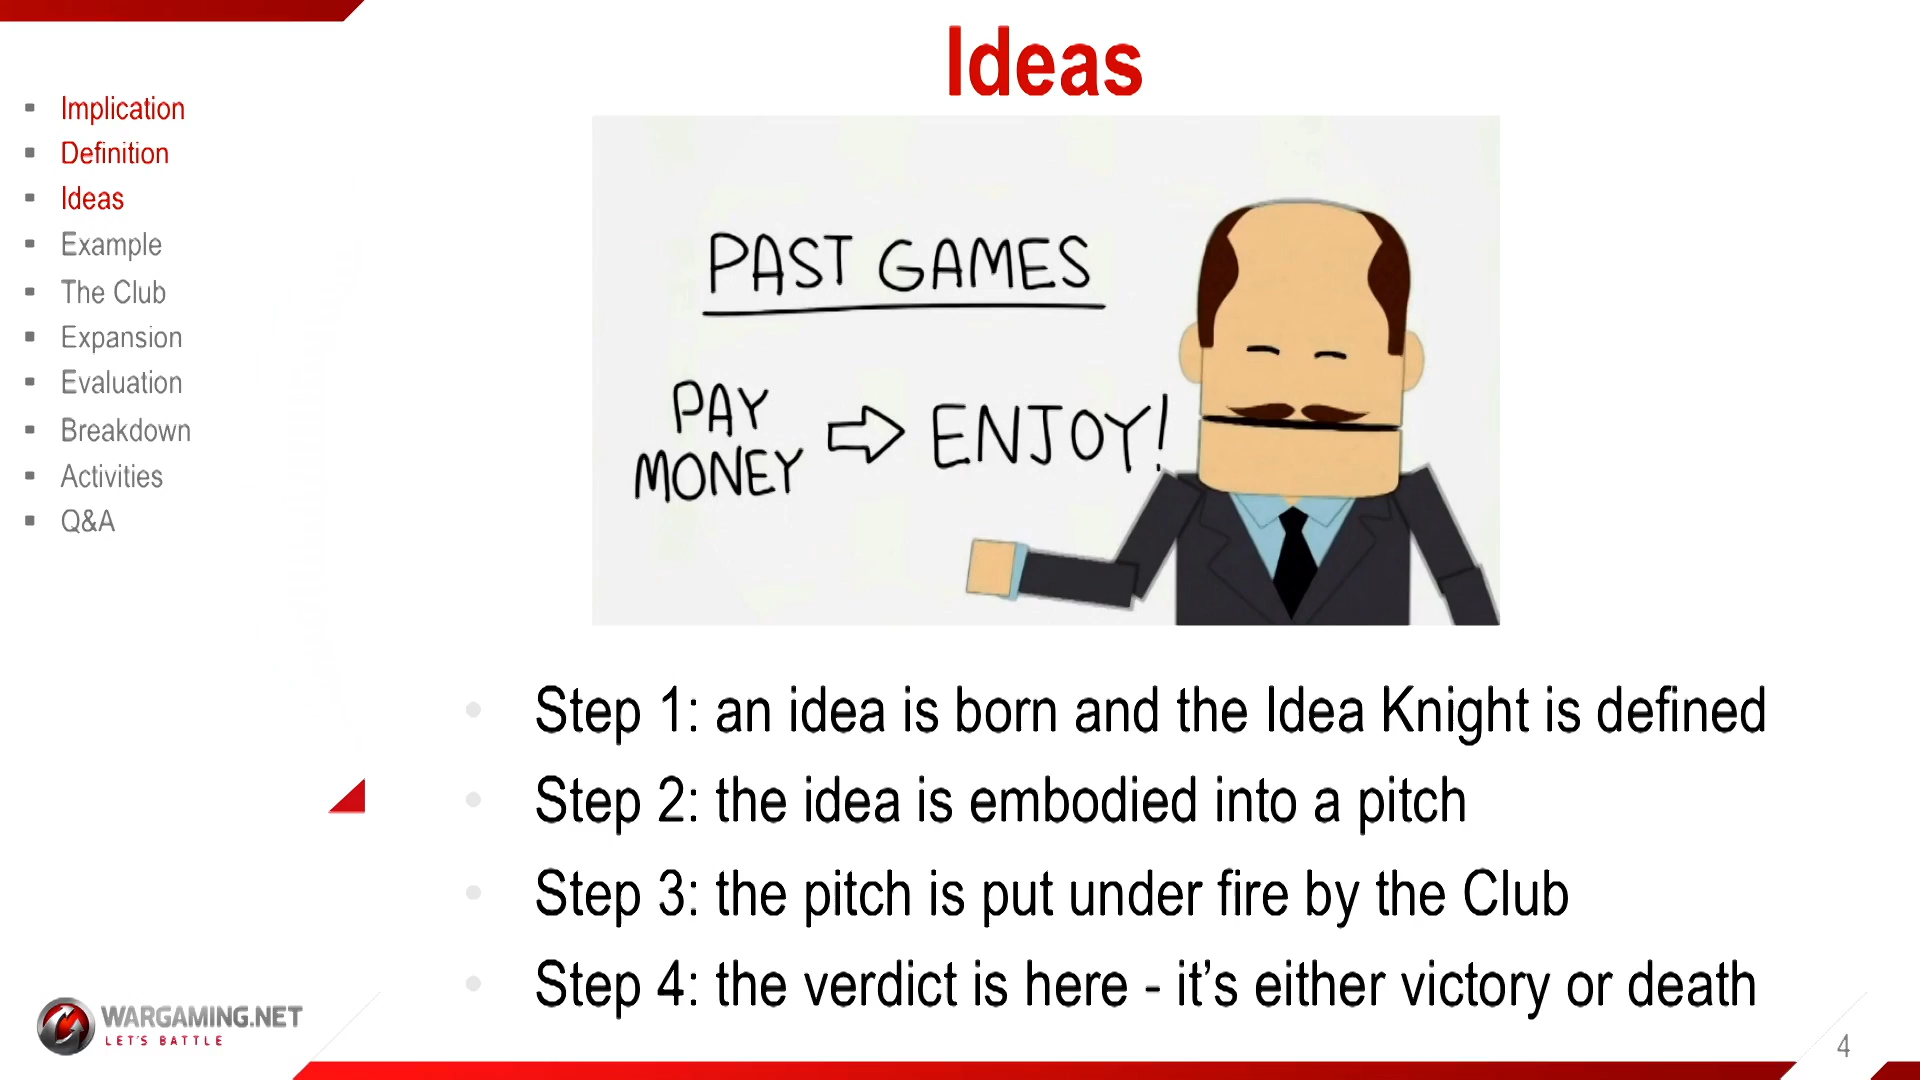 Ideas
Implication
Definition
Ideas
Example
The Club
Expansion
Evaluation
Breakdown
Activities
Q&A
PAST GAMES
PAY
MONEY
ENJOY!
Step 1: an idea is born and the Idea Knight is defined
Step 2: the idea is embodied into a pitch
Step 3: the pitch is put under fire by the Club
Step 4: the verdict is here - it’s either victory or death
WARGAMING.NET
LET'S BATTLE
4